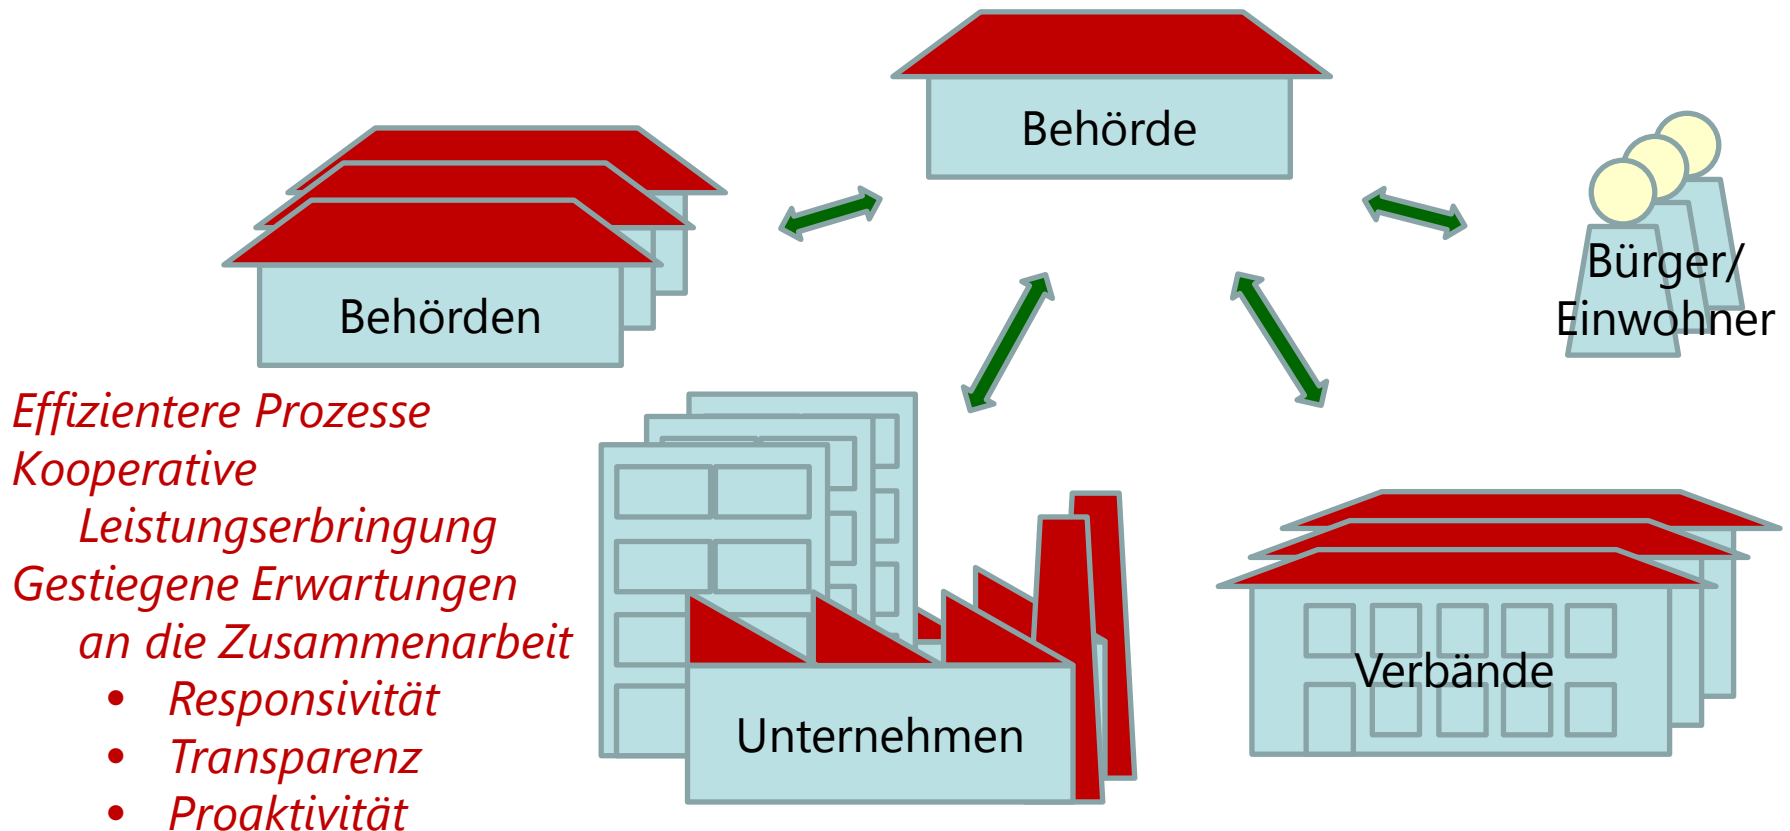 Behörde
Behörden
Bürger/
Einwohner
Effizientere Prozesse
Kooperative
Leistungserbringung
Gestiegene Erwartungen
an die Zusammenarbeit
• Responsivität
• Transparenz
• Proaktivität
Unternehmen
Verbände